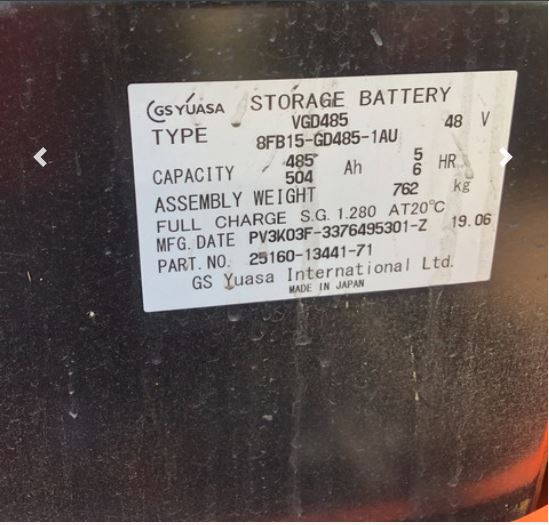 GS YUASA STORAGE BATTERY
TYPE VGD485 48 V
8FB15-GD485-1AU
CAPACITY 485 Ah 5 HR
504 6
ASSEMBLY WEIGHT 762 kg
FULL CHARGE S.G. 1.280 AT20°C
MFG. DATE PV3K03F-3376495301-Z 19.06
PART. NO. 25160-13441-71
GS Yuasa International Ltd.
MADE IN JAPAN